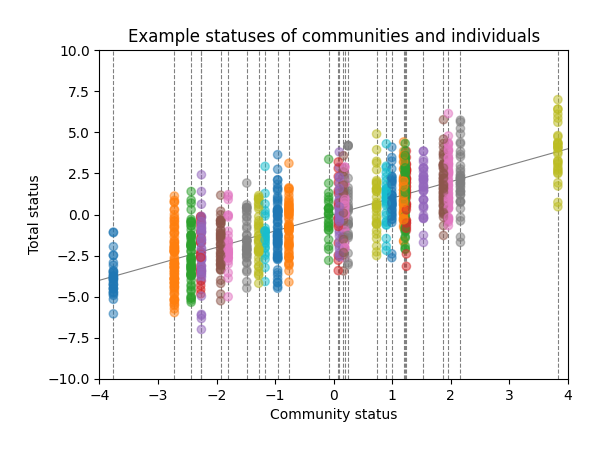 Example statuses of communities and individuals
10.0
7.5
5.0
2.5
0.0
−2.5
−5.0
−7.5
−10.0
Total status
−4 −3 −2 −1 0 1 2 3 4
Community status